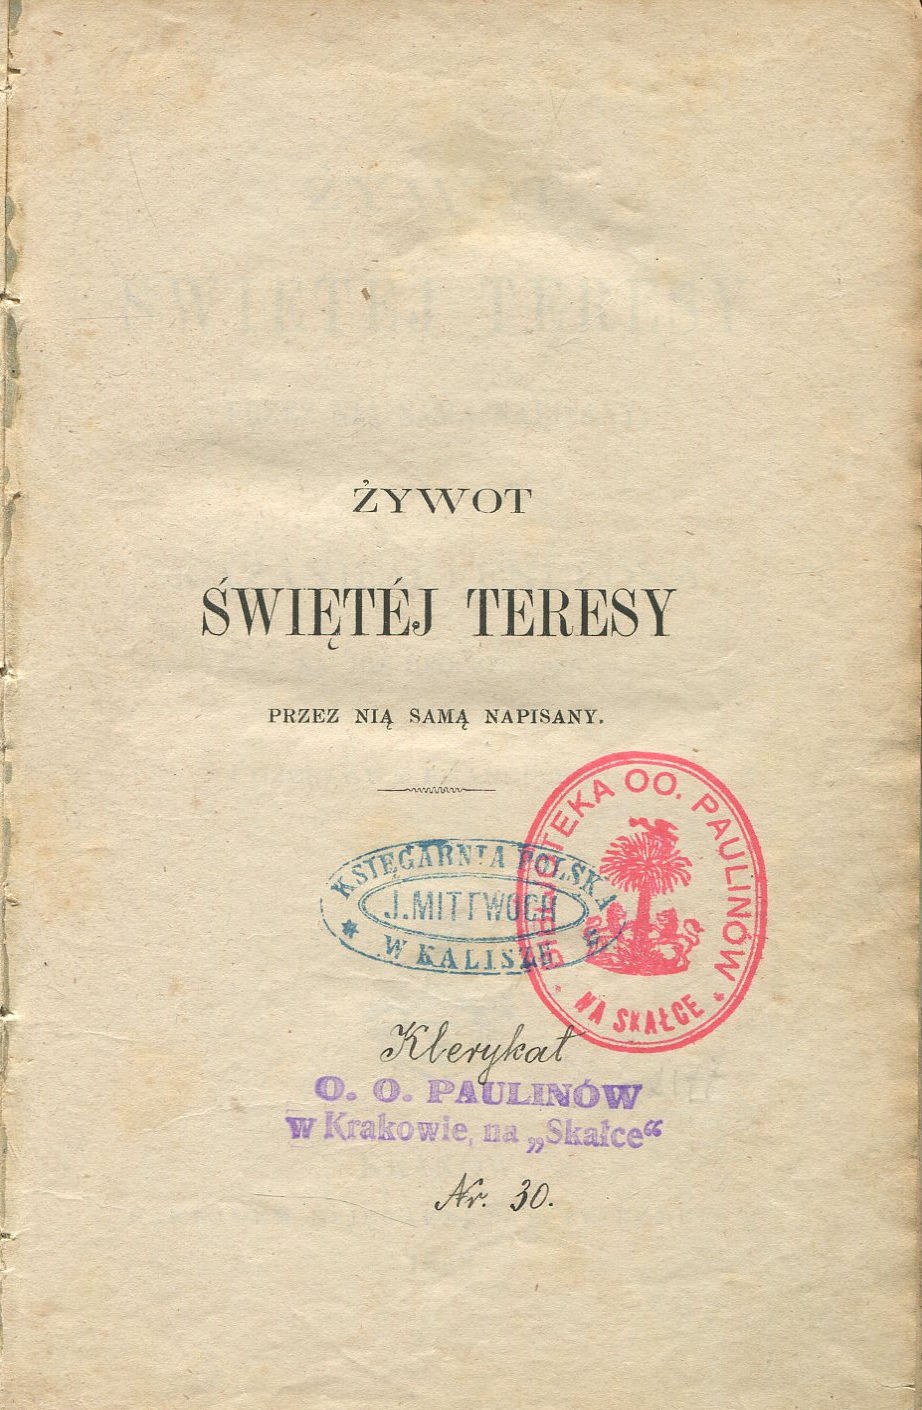 ŻYWOT
ŚWIĘTÉJ TERESY
PRZEZ NIĄ SAMĄ NAPISANY.
BIBLIOTEKA OO. PAULINÓW
NA SKAŁCE
KSIĘGARNIA POLSKA
J. MITTWOCH
W KALISZU
Klerykat
O. O. PAULINÓW
w Krakowie, na „Skałce“
Nr. 30.